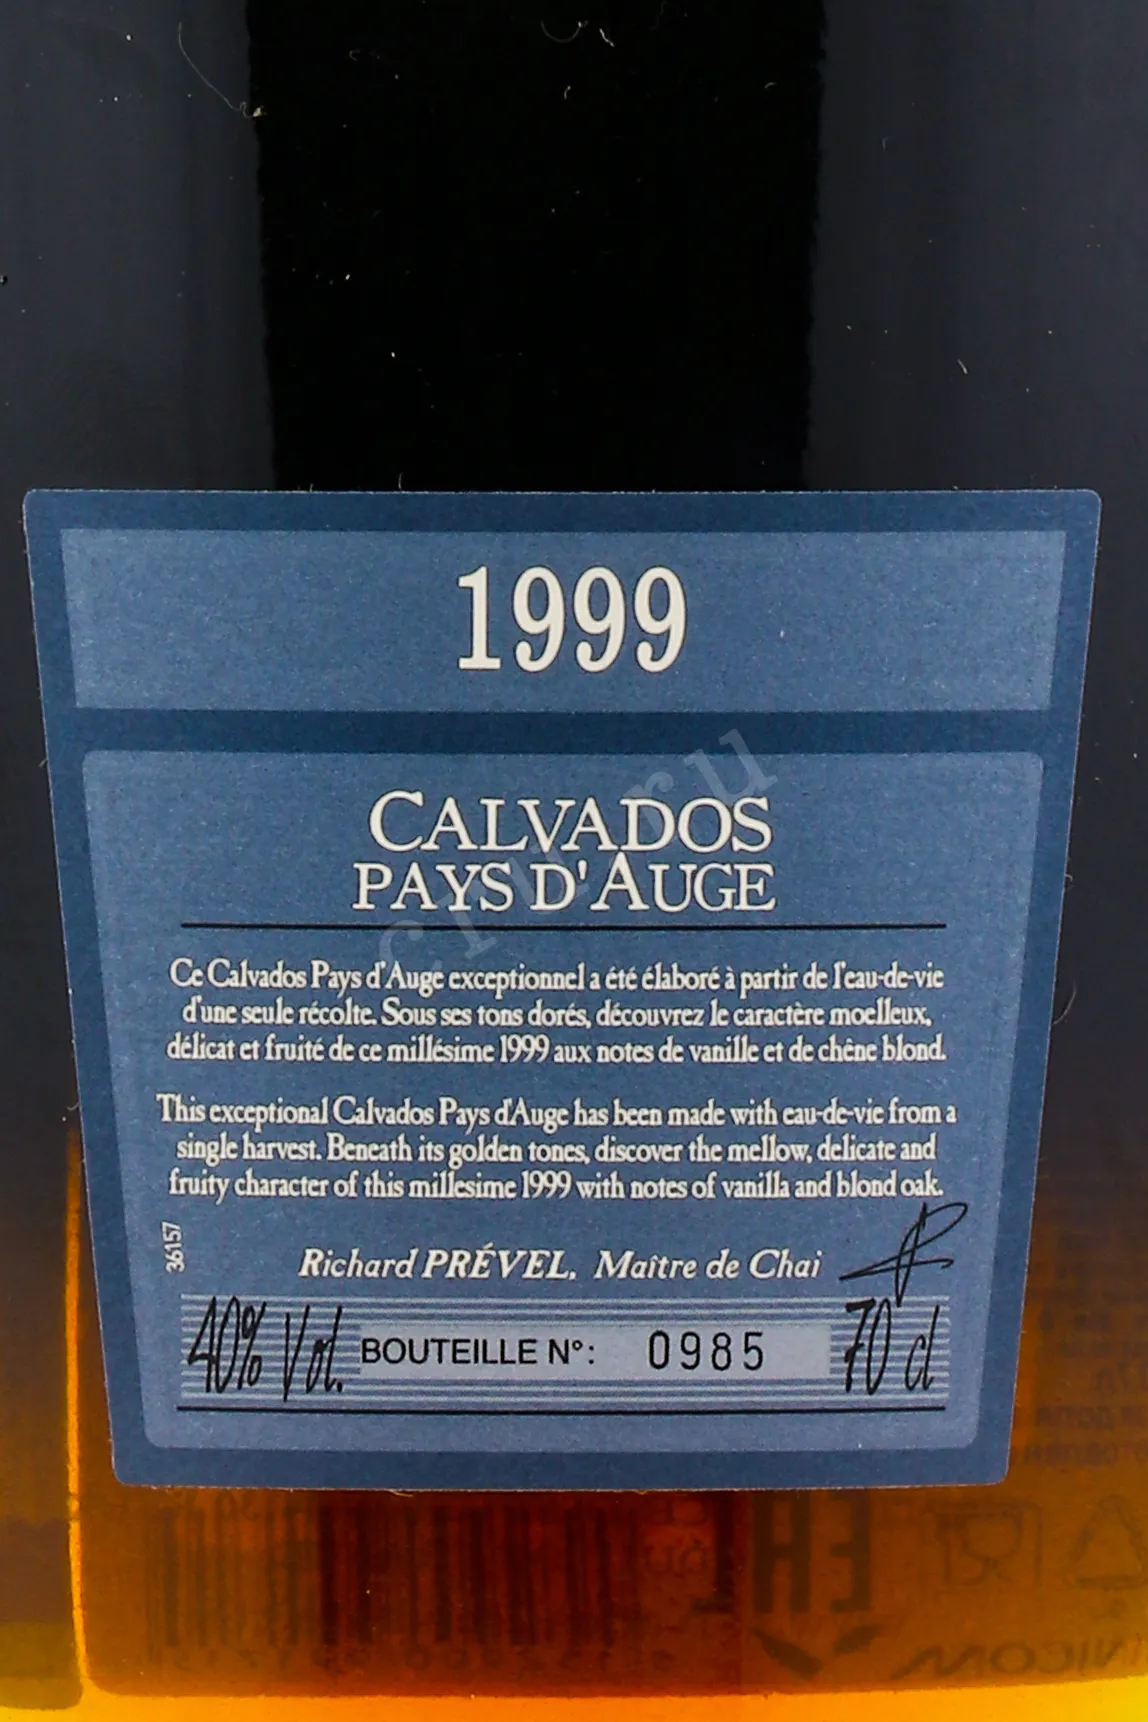 1999
CALVADOS
PAYS D'AUGE
Ce Calvados Pays d'Auge exceptionnel a été élaboré à partir de l'eau-de-vie
d'une seule récolte. Sous ses tons dorés, découvrez le caractère moelleux,
délicat et fruité de ce millésime 1999 aux notes de vanille et de chêne blond.
This exceptional Calvados Pays d'Auge has been made with eau-de-vie from a
single harvest. Beneath its golden tones, discover the mellow, delicate and
fruity character of this millesime 1999 with notes of vanilla and blond oak.
36157
Richard PRÉVEL, Maître de Chai
40% Vol. BOUTEILLE N°: 0985 70 cl
cru.ru
EAC